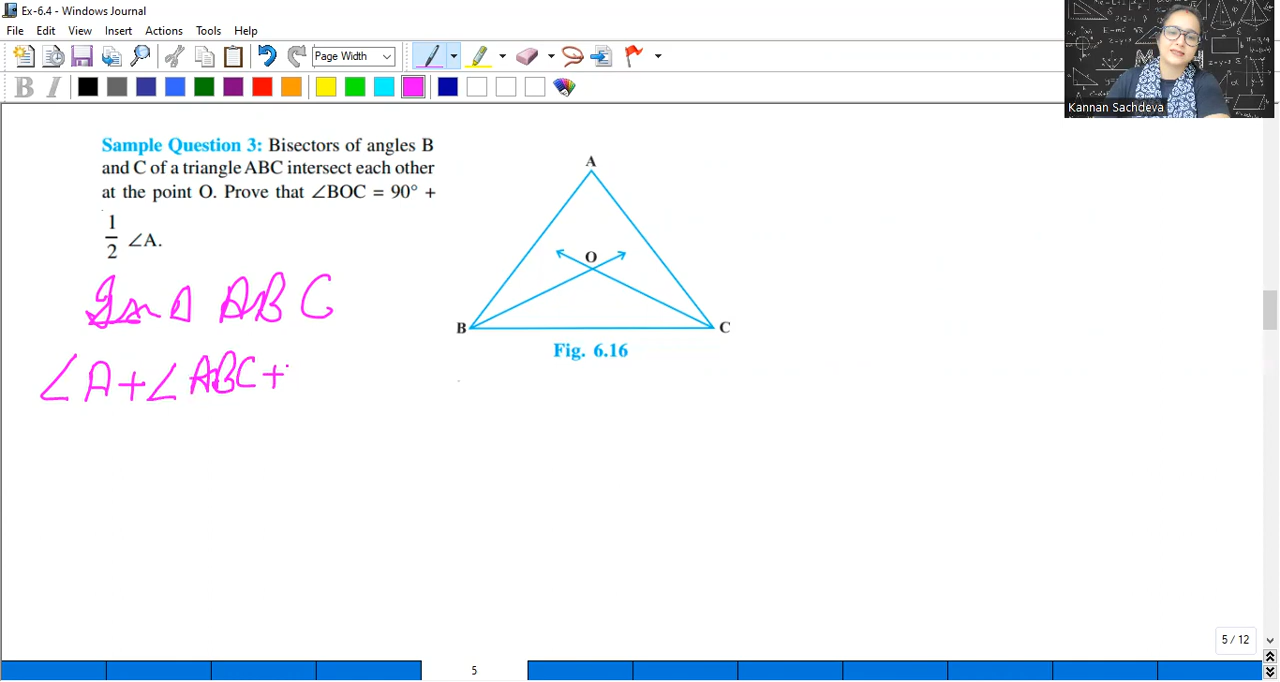 Ex-6.4 - Windows Journal
File Edit View Insert Actions Tools Help
Page Width
B I
Kannan Sachdeva
Sample Question 3: Bisectors of angles B
and C of a triangle ABC intersect each other
at the point O. Prove that ∠BOC = 90° +
1/2 ∠A.
A
O
B
C
Fig. 6.16
In Δ ABC
∠A+∠ABC+
5 / 12
5